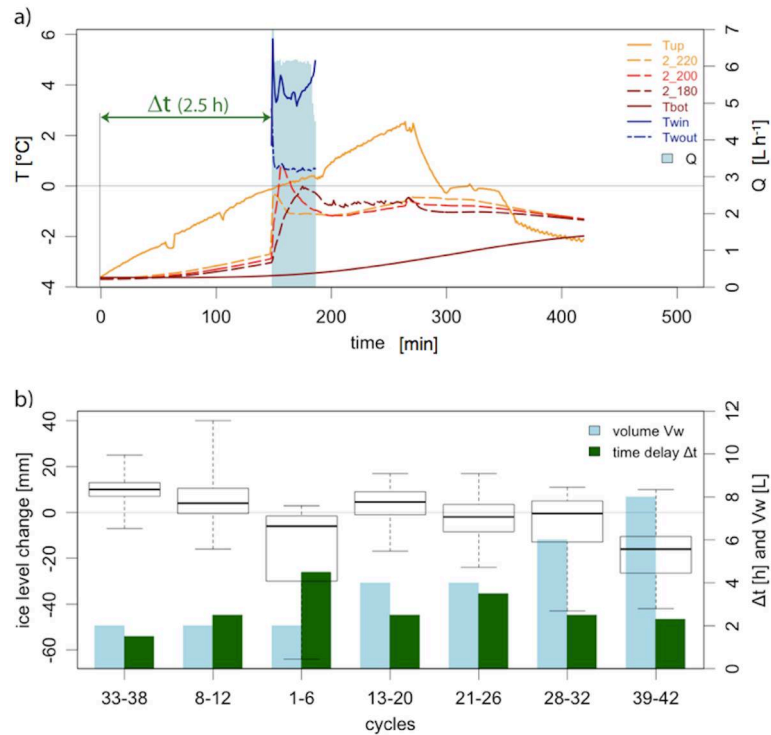 a)
T [°C]
6
4
2
0
-2
-4
Δt (2.5 h)
Tup
2_220
2_200
2_180
Tbot
Twin
Twout
Q
7
6
5
4
3
2
1
0
Q [L h-1]
0 100 200 300 400 500
time [min]
b)
ice level change [mm]
40
20
0
-20
-40
-60
volume Vw
time delay Δt
12
10
8
6
4
2
0
Δt [h] and Vw [L]
33-38 8-12 1-6 13-20 21-26 28-32 39-42
cycles